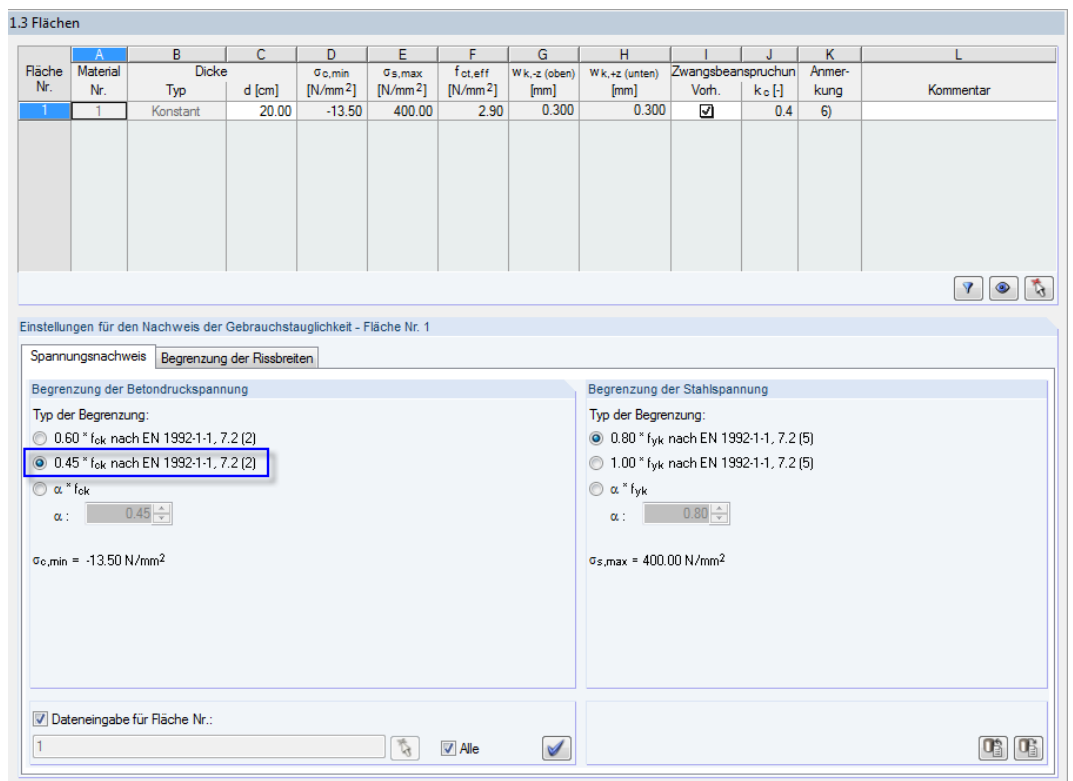 1.3 Flächen
A B C D E F G H I J K L
Fläche Material Dicke σc,min σs,max fct,eff wk,-z (oben) wk,+z (unten) Zwangsbeanspruchun Anmer-
Nr. Nr. Typ d [cm] [N/mm²] [N/mm²] [N/mm²] [mm] [mm] Vorh. kc [-] kung Kommentar
1 1 Konstant 20.00 -13.50 400.00 2.90 0.300 0.300 0.4 6)
Einstellungen für den Nachweis der Gebrauchstauglichkeit - Fläche Nr. 1
Spannungsnachweis Begrenzung der Rissbreiten
Begrenzung der Betondruckspannung
Typ der Begrenzung:
0.60 * fck nach EN 1992-1-1, 7.2 (2)
0.45 * fck nach EN 1992-1-1, 7.2 (2)
α * fck
α : 0.45
σc,min = -13.50 N/mm²
Begrenzung der Stahlspannung
Typ der Begrenzung:
0.80 * fyk nach EN 1992-1-1, 7.2 (5)
1.00 * fyk nach EN 1992-1-1, 7.2 (5)
α * fyk
α : 0.80
σs,max = 400.00 N/mm²
Dateneingabe für Fläche Nr.:
1 Alle